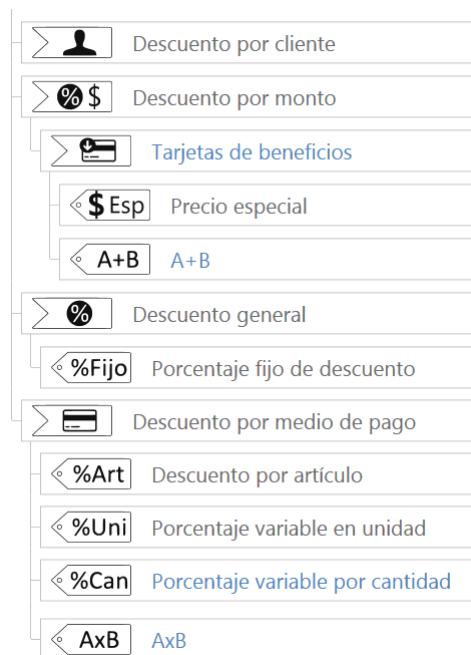 Descuento por cliente
% $ Descuento por monto
Tarjetas de beneficios
$ Esp Precio especial
A+B A+B
% Descuento general
%Fijo Porcentaje fijo de descuento
Descuento por medio de pago
%Art Descuento por artículo
%Uni Porcentaje variable en unidad
%Can Porcentaje variable por cantidad
AxB AxB